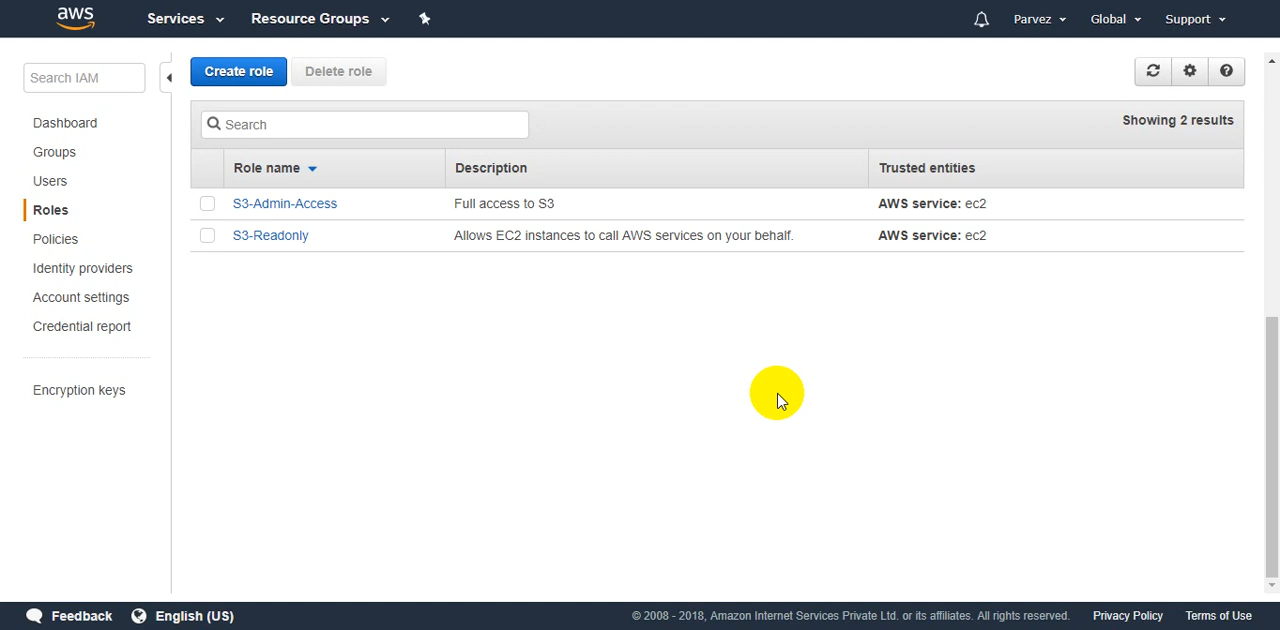 aws Services Resource Groups Parvez Global Support
Search IAM
Create role Delete role
Search
Showing 2 results
Dashboard
Groups
Users
Roles
Policies
Identity providers
Account settings
Credential report
Encryption keys
Role name Description Trusted entities
S3-Admin-Access Full access to S3 AWS service: ec2
S3-Readonly Allows EC2 instances to call AWS services on your behalf. AWS service: ec2
Feedback English (US) © 2008 - 2018, Amazon Internet Services Private Ltd. or its affiliates. All rights reserved. Privacy Policy Terms of Use